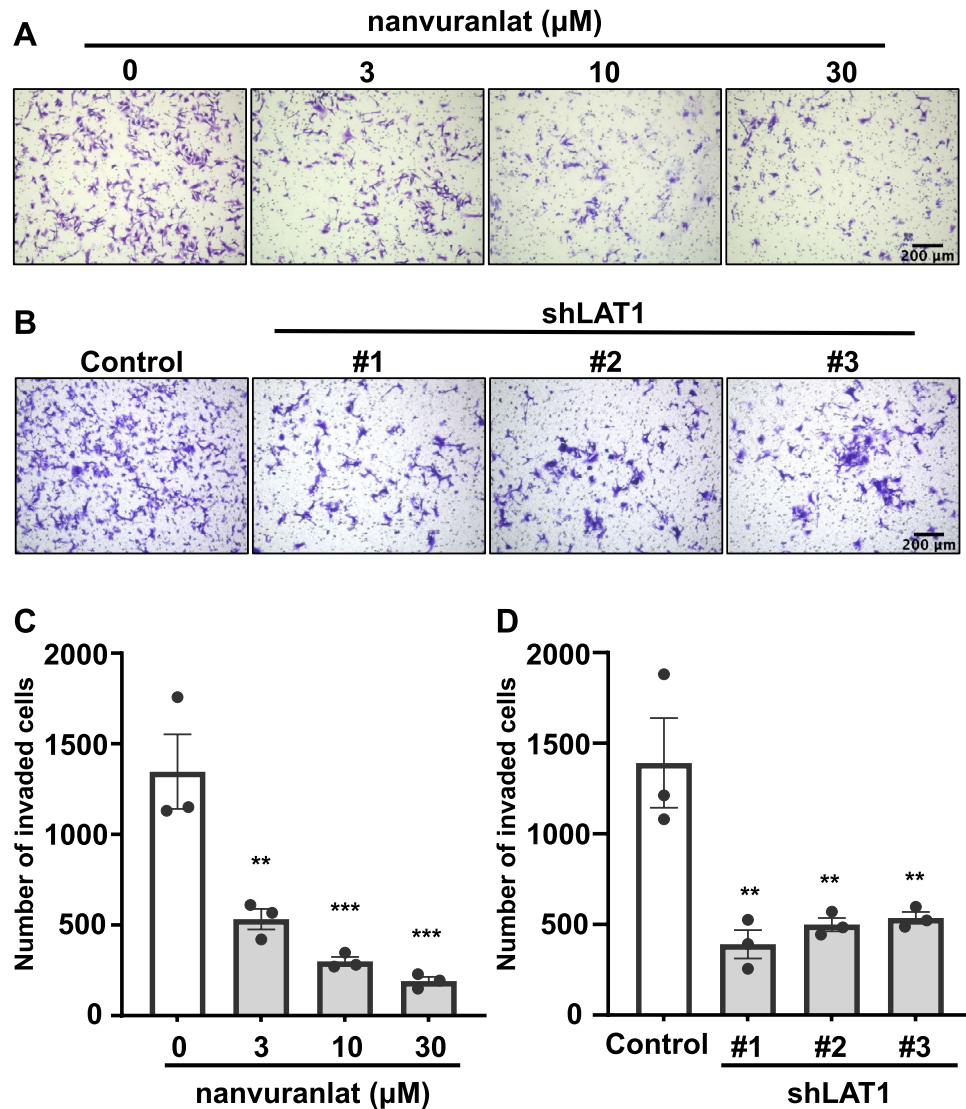 A
nanvuranlat (μM)
0 3 10 30
200 μm
B
shLAT1
Control #1 #2 #3
200 μm
C
Number of invaded cells
2000
1500
1000
500
0
**
***
***
0 3 10 30
nanvuranlat (μM)
D
Number of invaded cells
2000
1500
1000
500
0
**
**
**
Control #1 #2 #3
shLAT1